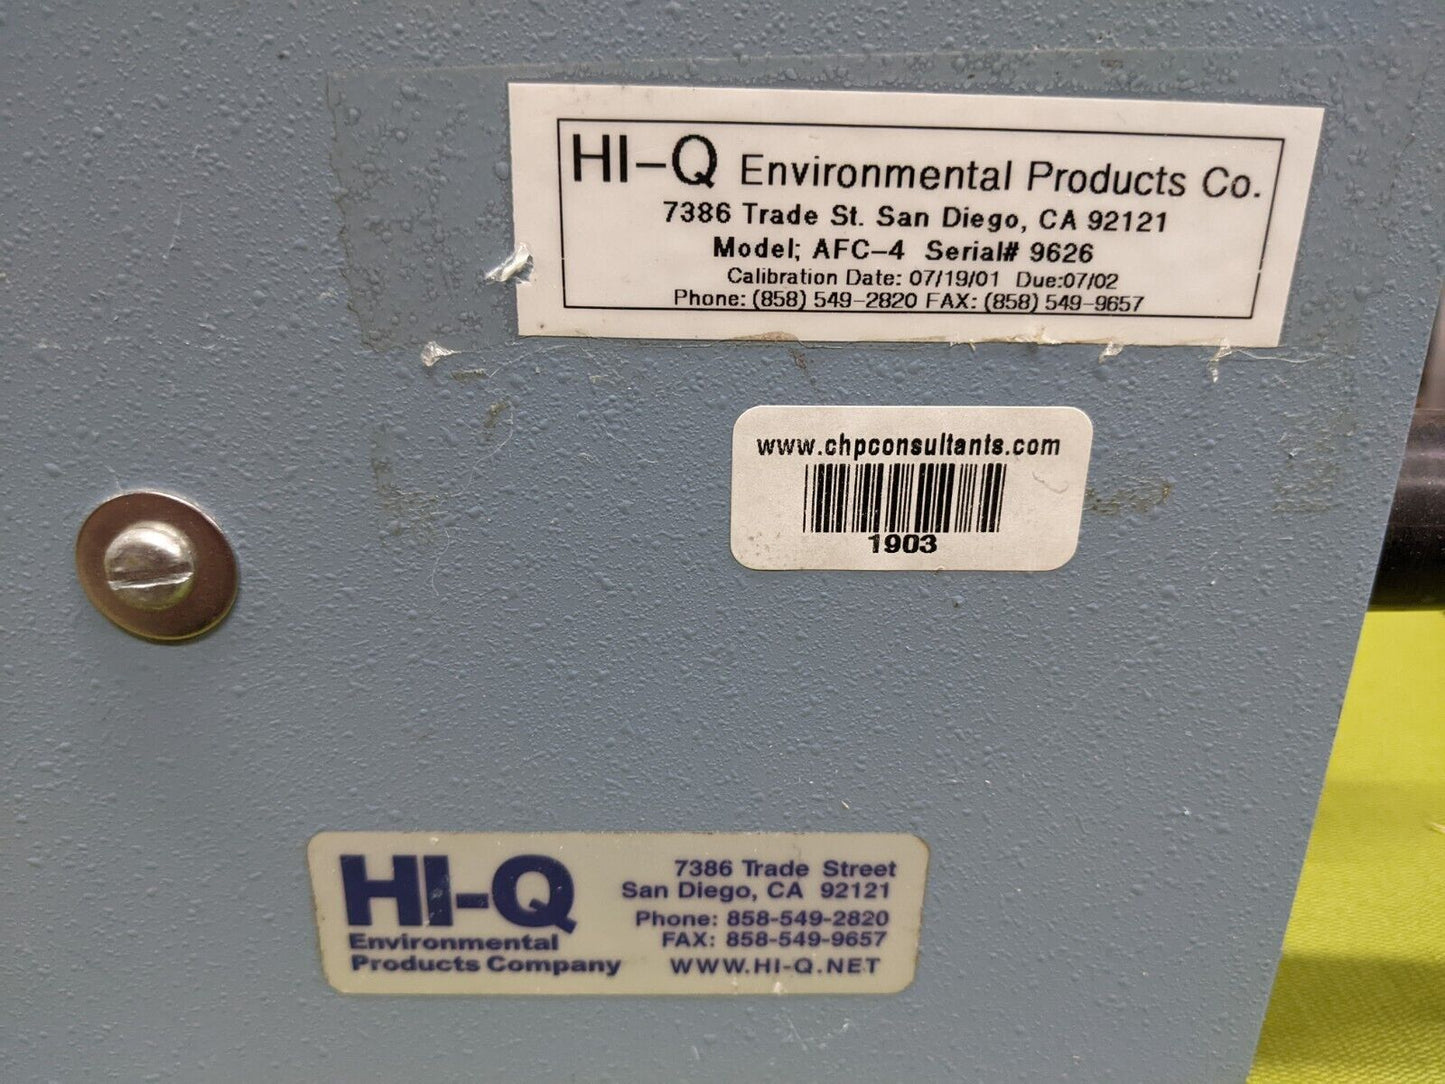 HI-Q Environmental Products Co.
7386 Trade St. San Diego, CA 92121
Model; AFC-4 Serial# 9626
Calibration Date: 07/19/01 Due:07/02
Phone: (858) 549-2820 FAX: (858) 549-9657
www.chpconsultants.com
1903
HI-Q
Environmental
Products Company
7386 Trade Street
San Diego, CA 92121
Phone: 858-549-2820
FAX: 858-549-9657
WWW.HI-Q.NET